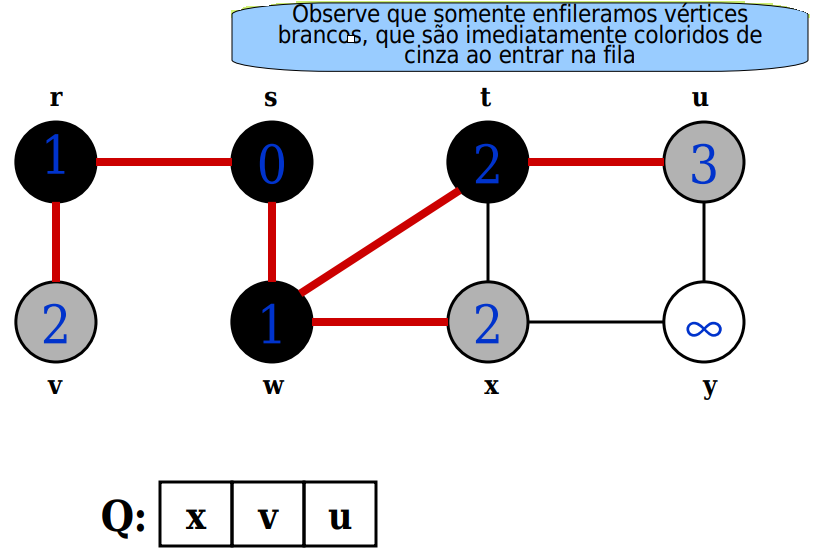 Observe que somente enfileramos vértices
brancos, que são imediatamente coloridos de
cinza ao entrar na fila
r s t u
1 0 2 3
2 1 2 ∞
v w x y
Q: x v u